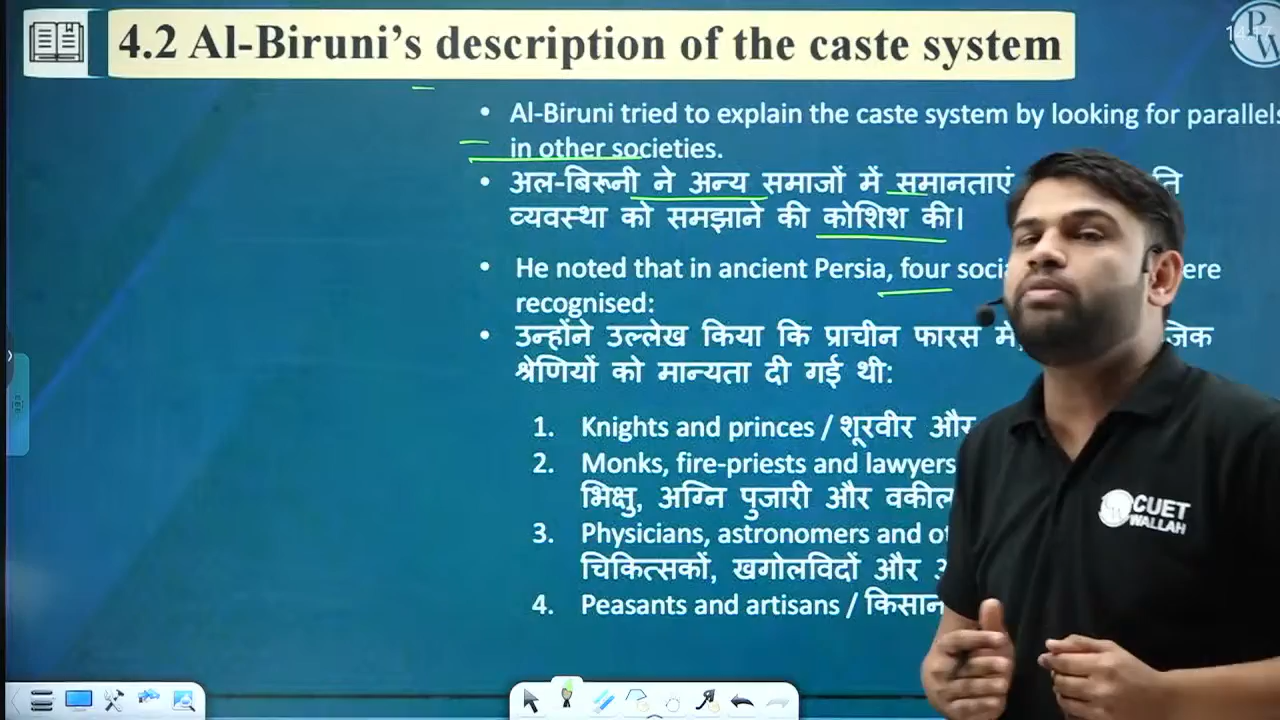 4.2 Al-Biruni's description of the caste system
• Al-Biruni tried to explain the caste system by looking for parallels
in other societies.
• अल-बिरूनी ने अन्य समाजों में समानताएं
व्यवस्था को समझाने की कोशिश की।
• He noted that in ancient Persia, four
recognised:
• उन्होंने उल्लेख किया कि प्राचीन फारस
श्रेणियों को मान्यता दी गई थी:
1. Knights and princes / शूरवीर और
2. Monks, fire-priests and lawyers
भिक्षु, अग्नि पुजारी और वकील
3. Physicians, astronomers and
चिकित्सकों, खगोलविदों और
4. Peasants and artisans / किसान
CUET
WALLAH